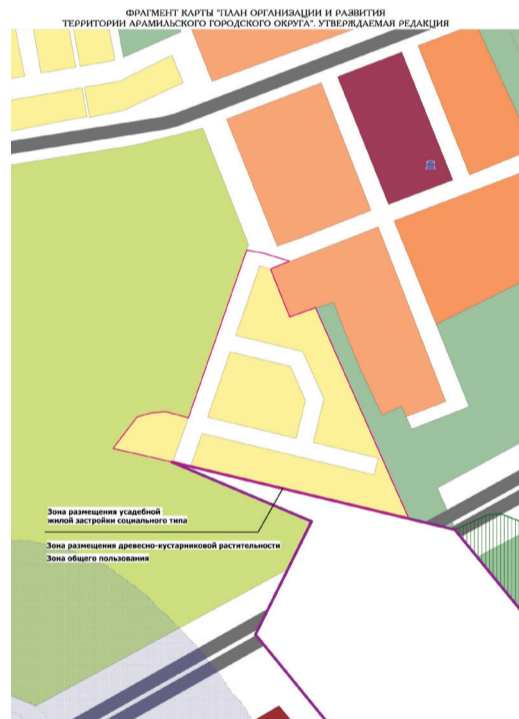 ФРАГМЕНТ КАРТЫ "ПЛАН ОРГАНИЗАЦИИ И РАЗВИТИЯ
ТЕРРИТОРИИ АРАМИЛЬСКОГО ГОРОДСКОГО ОКРУГА". УТВЕРЖДАЕМАЯ РЕДАКЦИЯ
Зона размещения усадебной
жилой застройки социального типа
Зона размещения древесно-кустарниковой растительности
Зона общего пользования